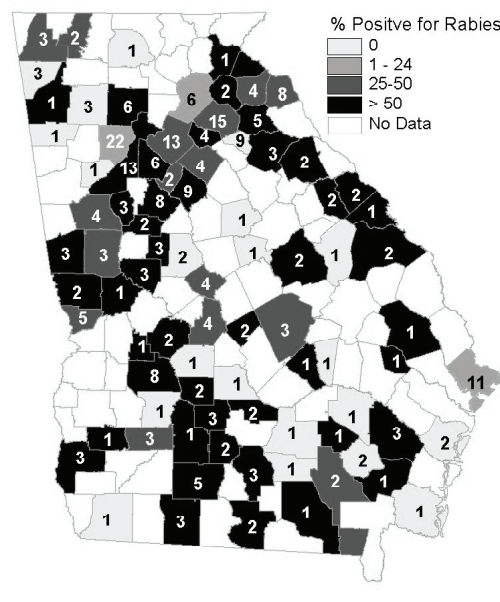 % Positve for Rabies
0
1 - 24
25-50
> 50
No Data
3 2 1 1
3 2 4 8
1 3 6 6
15 5
1 22 13 4 9
1 13 6 4 3 2
2 9
4 3 8 2 2 1
2 1
3 3 3 2 1 2 1 2
3
2 1 4
5 4 2 3 1
1 2 1
1 1 1
8 1 11
2
1 3 2 1
1 3 1 1 1 3 2
3 2 2
5 3 1 2 1
1 3 2 1 1